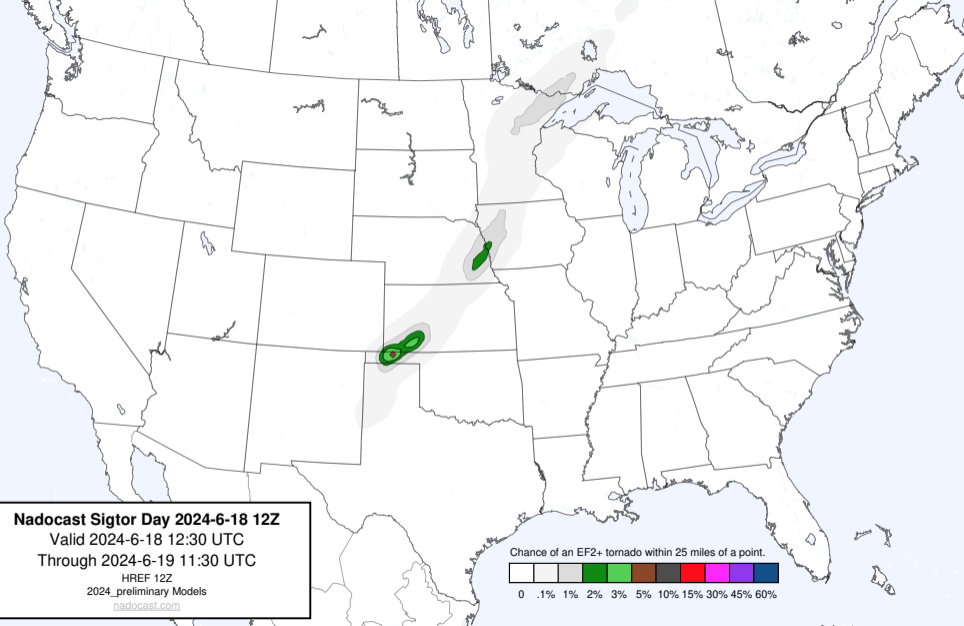 Nadocast Sigtor Day 2024-6-18 12Z
Valid 2024-6-18 12:30 UTC
Through 2024-6-19 11:30 UTC
HREF 12Z
2024_preliminary Models
nadocast.com
Chance of an EF2+ tornado within 25 miles of a point.
0 .1% 1% 2% 3% 5% 10% 15% 30% 45% 60%